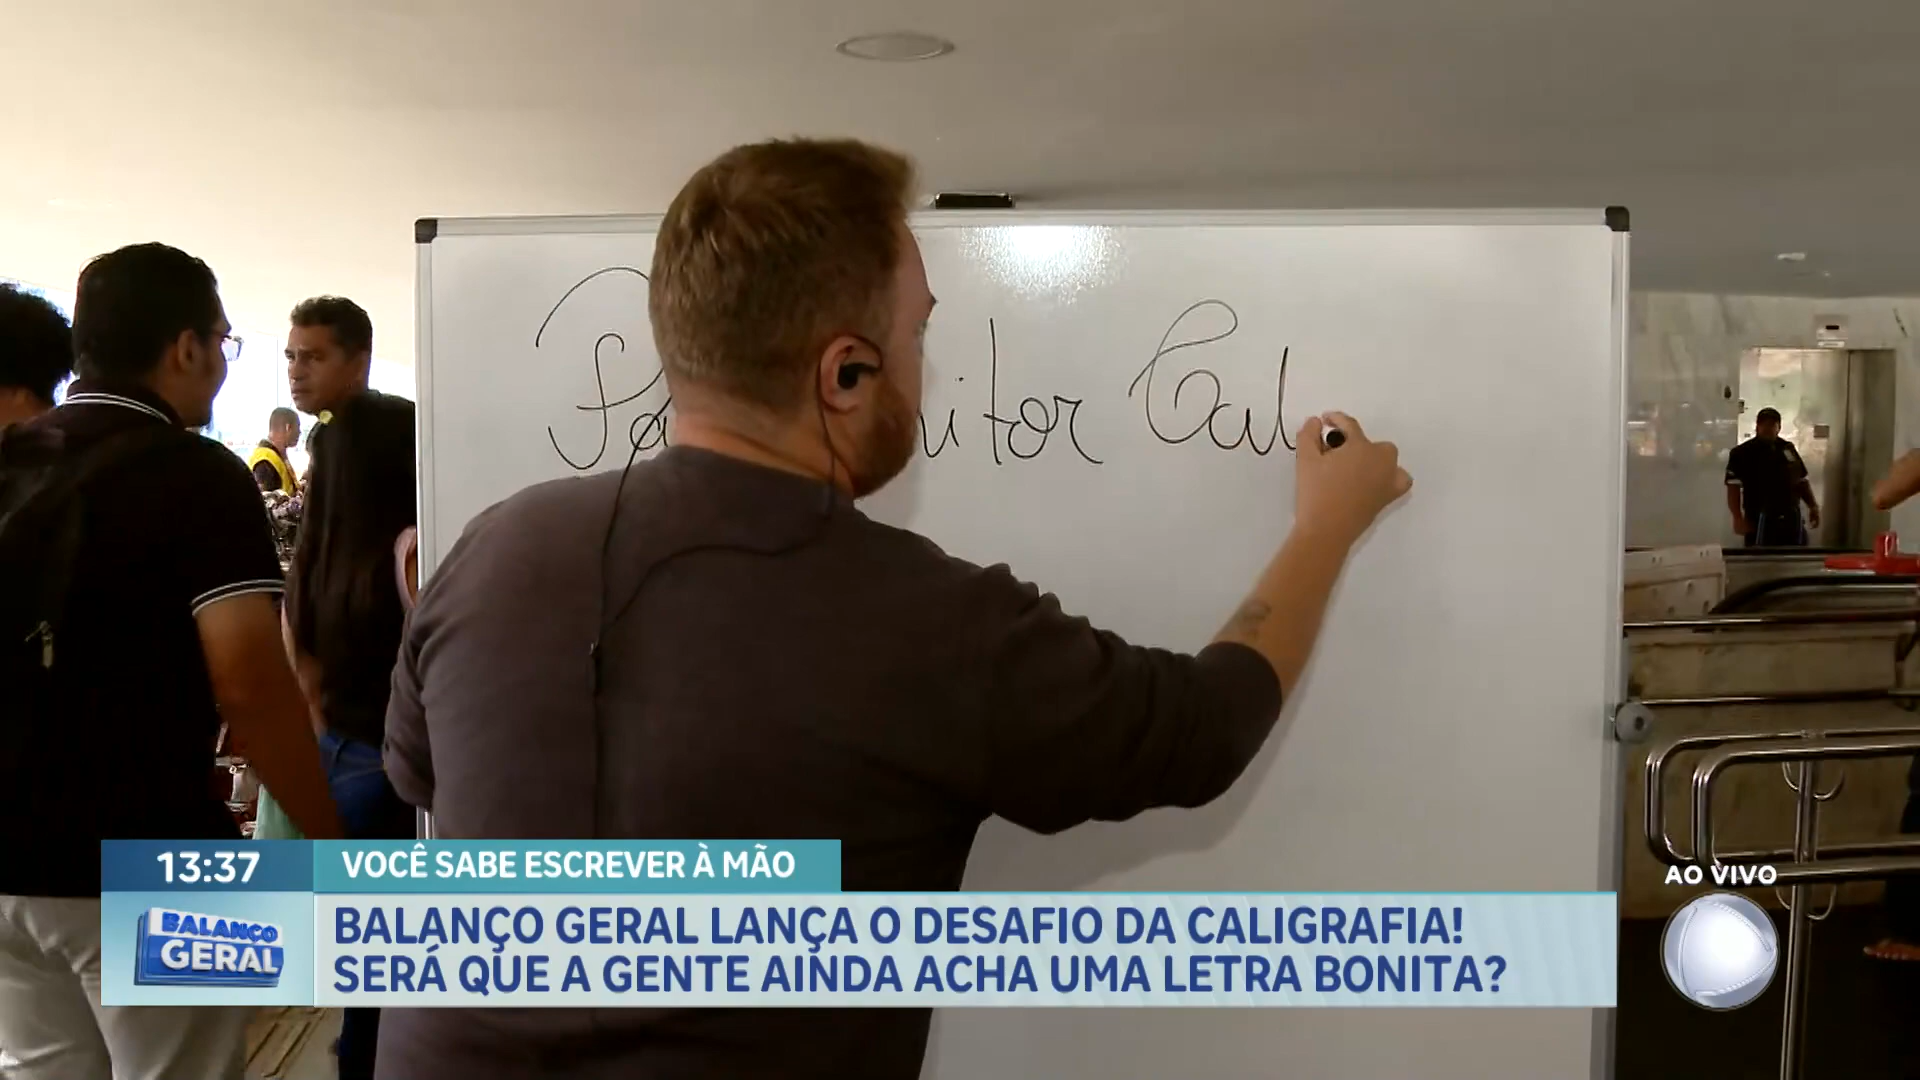 13:37
VOCÊ SABE ESCREVER À MÃO
BALANÇO GERAL
BALANÇO GERAL LANÇA O DESAFIO DA CALIGRAFIA!
SERÁ QUE A GENTE AINDA ACHA UMA LETRA BONITA?
AO VIVO